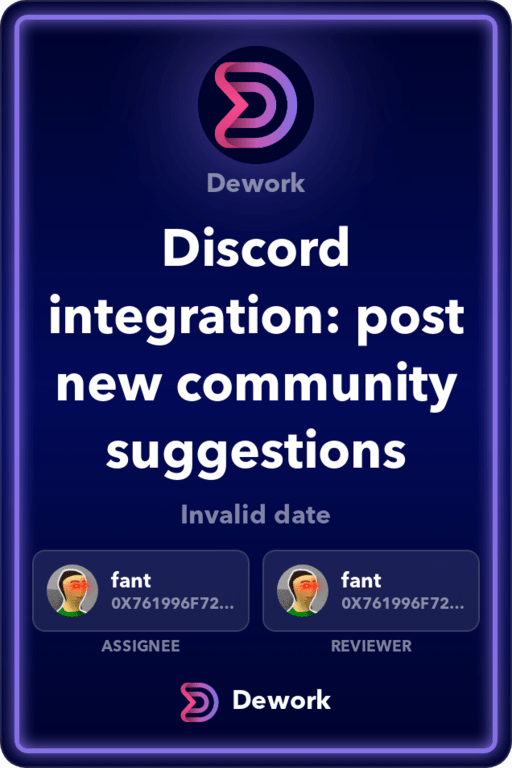 Dework
Discord
integration: post
new community
suggestions
Invalid date
fant
0X761996F72...
fant
0X761996F72...
ASSIGNEE
REVIEWER
Dework